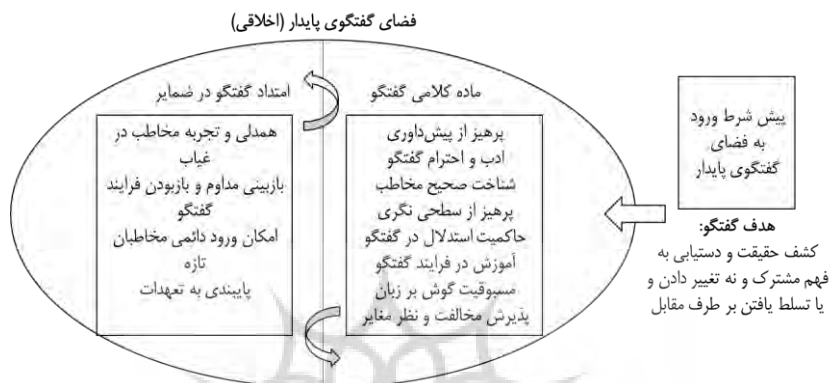 فضای گفتگوی پایدار (اخلاقی)
پیش شرط ورود
به فضای
گفتگوی پایدار
هدف گفتگو:
کشف حقیقت و دستیابی به
فهم مشترک و نه تغییر دادن و
یا تسلط یافتن بر طرف مقابل
ماده کلامی گفتگو
پرهیز از پیش‌داوری
ادب و احترام گفتگو
شناخت صحیح مخاطب
پرهیز از سطحی نگری
حاکمیت استدلال در گفتگو
آموزش در فرایند گفتگو
مسبوقیت گوش بر زبان
پذیرش مخالفت و نظر مغایر
امتداد گفتگو در ضمایر
همدلی و تجربه مخاطب در
غیاب
بازبینی مداوم و بازبودن فرایند
گفتگو
امکان ورود دائمی مخاطبان
تازه
پایبندی به تعهدات